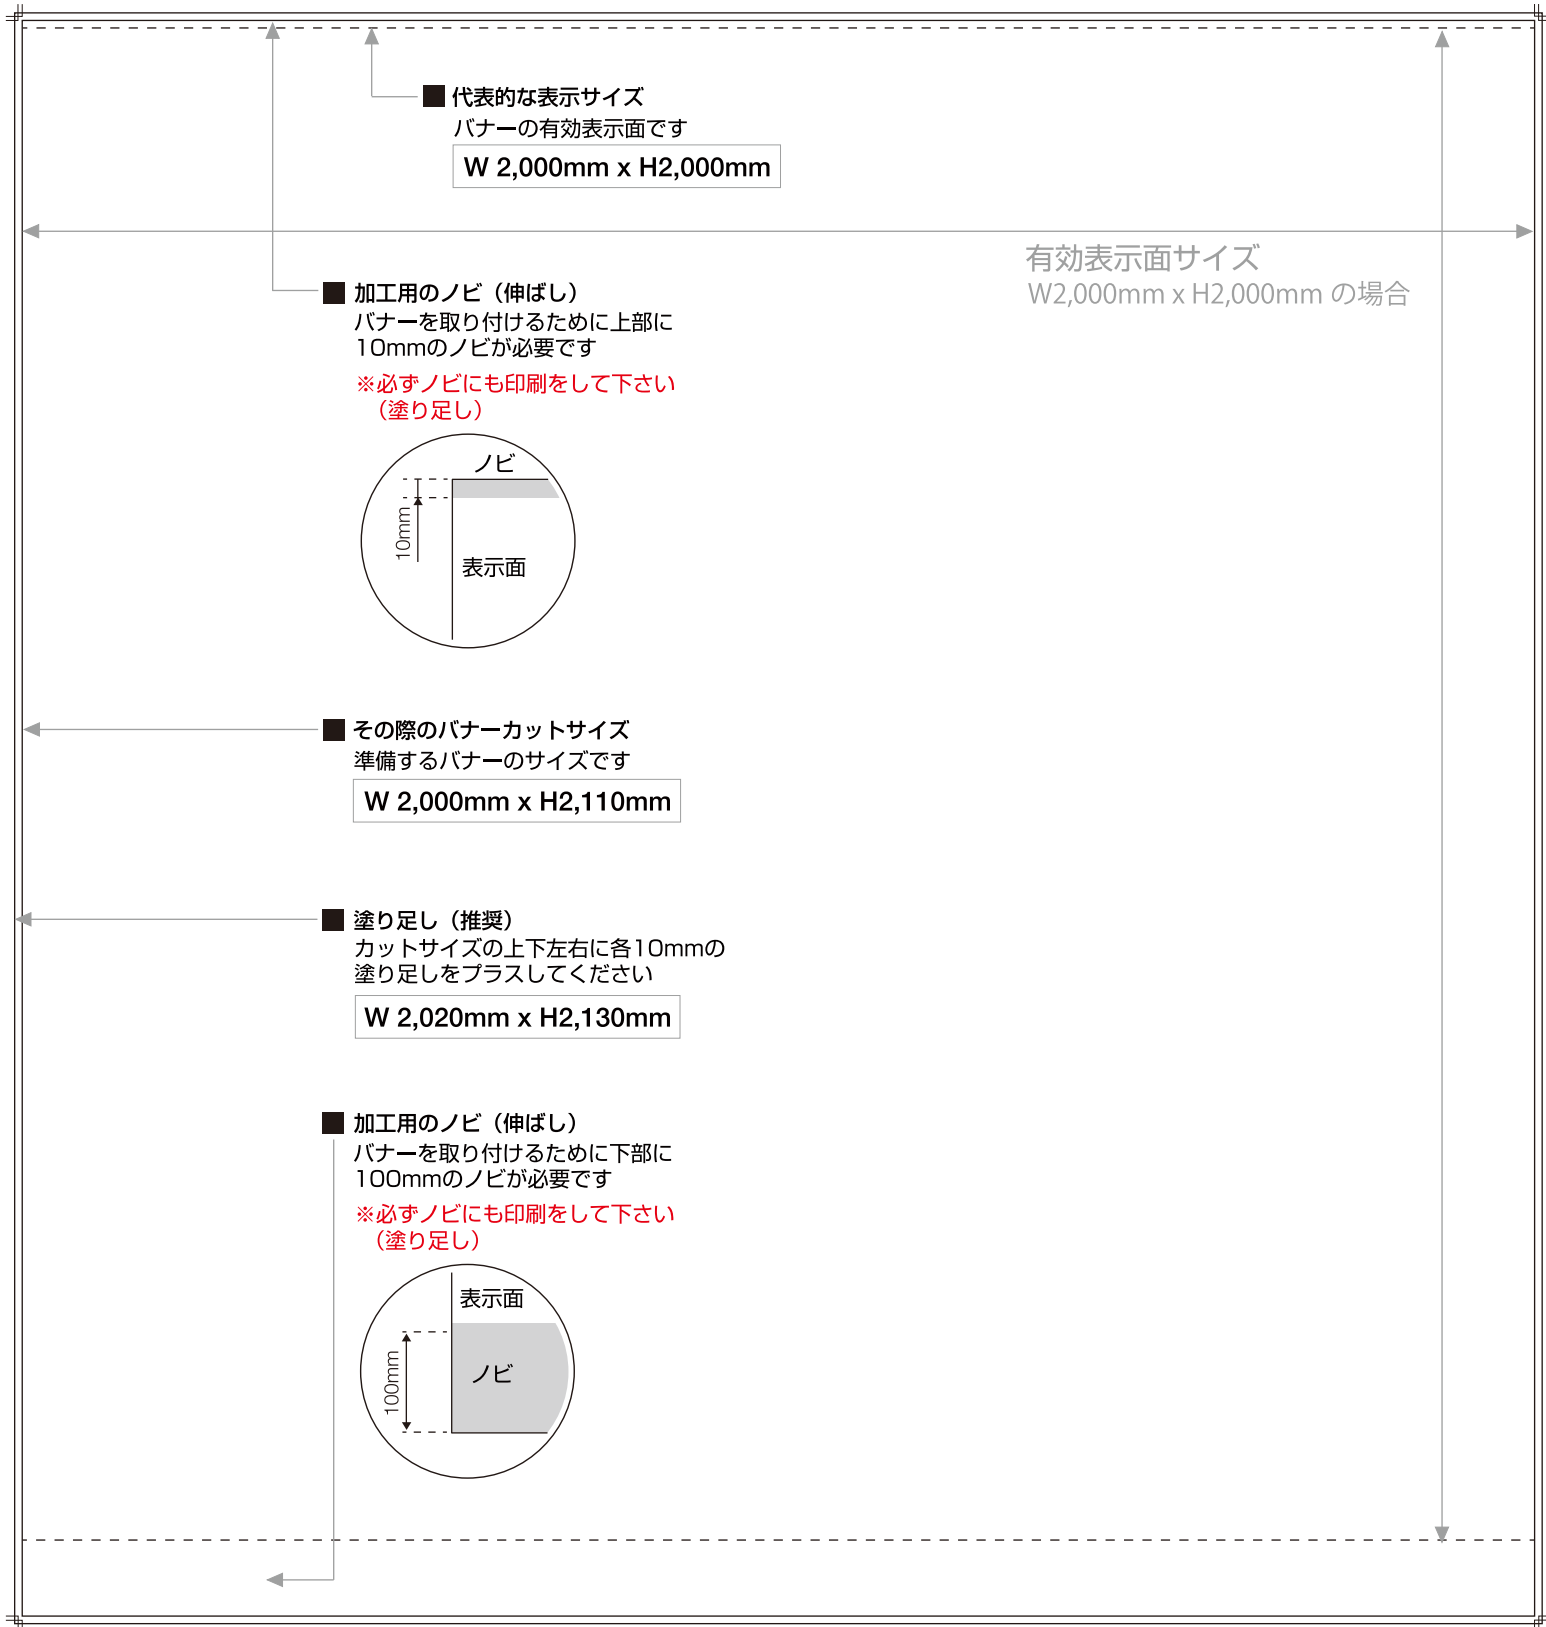 ■ 代表的な表示サイズ
バナーの有効表示面です
W 2,000mm x H2,000mm
有効表示面サイズ
W2,000mm x H2,000mm の場合
■ 加工用のノビ（伸ばし）
バナーを取り付けるために上部に
10mmのノビが必要です
※必ずノビにも印刷をして下さい
（塗り足し）
ノビ
10mm
表示面
■ その際のバナーカットサイズ
準備するバナーのサイズです
W 2,000mm x H2,110mm
■ 塗り足し（推奨）
カットサイズの上下左右に各10mmの
塗り足しをプラスしてください
W 2,020mm x H2,130mm
■ 加工用のノビ（伸ばし）
バナーを取り付けるために下部に
100mmのノビが必要です
※必ずノビにも印刷をして下さい
（塗り足し）
表示面
100mm
ノビ